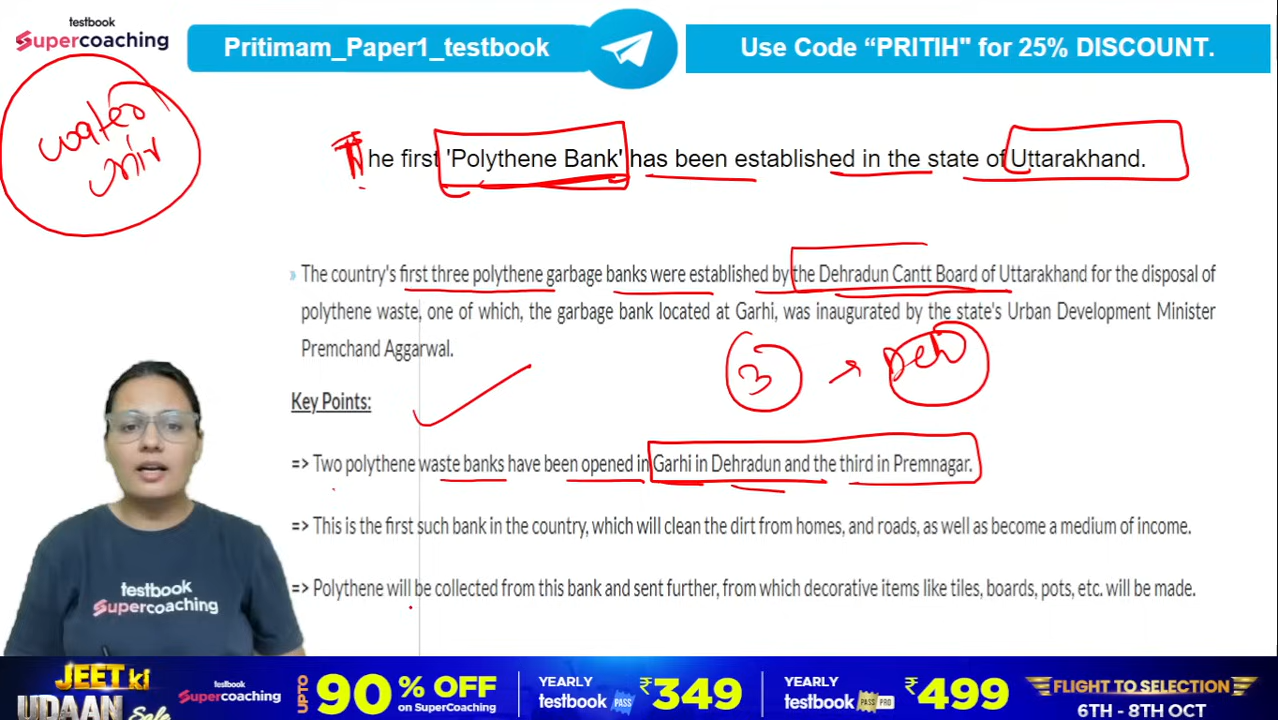 testbook
Supercoaching
Pritimam_Paper1_testbook
Use Code “PRITIH" for 25% DISCOUNT.
water
air
The first 'Polythene Bank' has been established in the state of Uttarakhand.
» The country's first three polythene garbage banks were established by the Dehradun Cantt Board of Uttarakhand for the disposal of
polythene waste, one of which, the garbage bank located at Garhi, was inaugurated by the state's Urban Development Minister
Premchand Aggarwal.
3 → Deh
Key Points:
=> Two polythene waste banks have been opened in Garhi in Dehradun and the third in Premnagar.
=> This is the first such bank in the country, which will clean the dirt from homes, and roads, as well as become a medium of income.
=> Polythene will be collected from this bank and sent further, from which decorative items like tiles, boards, pots, etc. will be made.
testbook
Supercoaching
JEET ki
UDAAN Sale
testbook
Supercoaching
UPTO
90% OFF
on SuperCoaching
YEARLY
testbook PASS
₹349
YEARLY
testbook PASS PRO
₹499
FLIGHT TO SELECTION
6TH - 8TH OCT